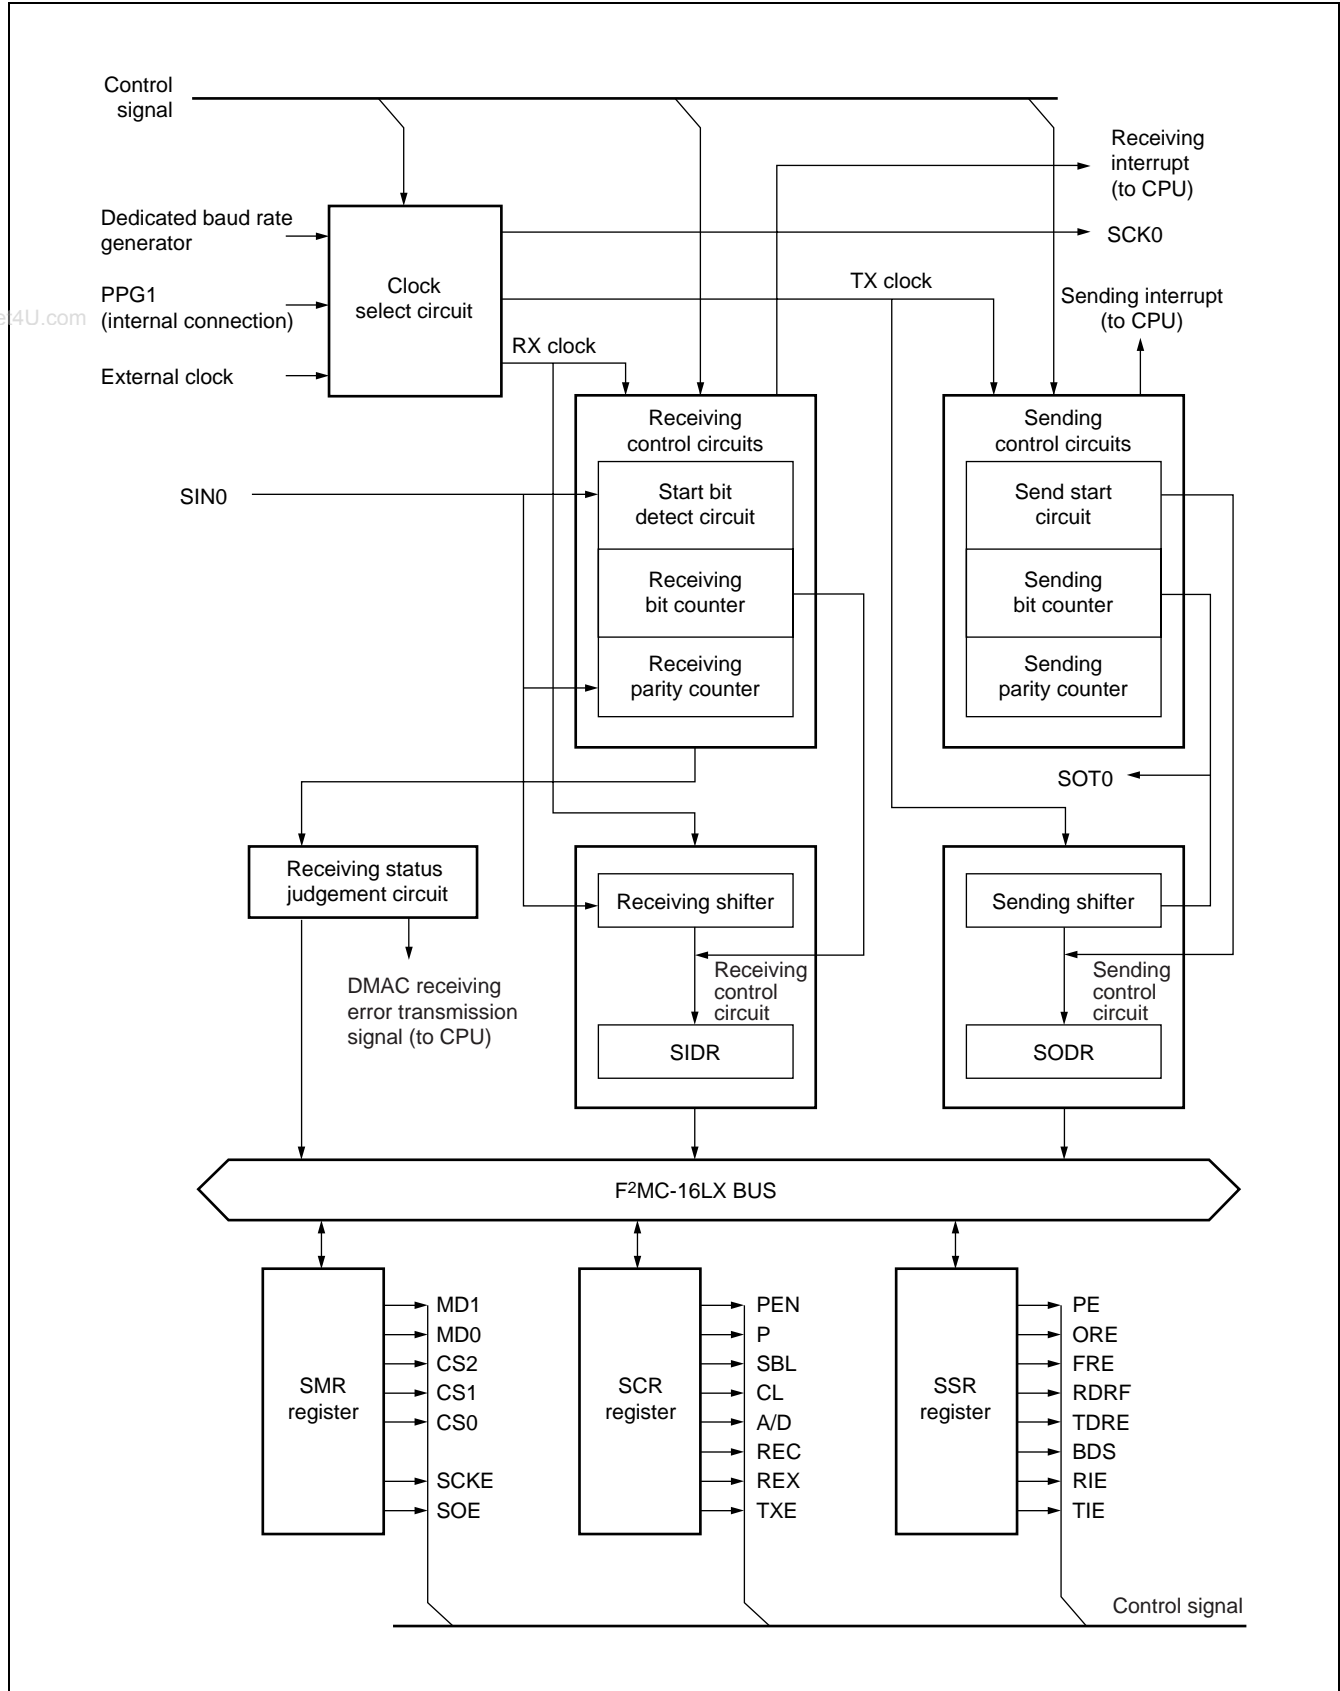 Control
signal
Receiving
interrupt
(to CPU)
Dedicated baud rate
generator
SCK0
Clock
select circuit
TX clock
PPG1
(internal connection)
et4U.com
Sending interrupt
(to CPU)
RX clock
External clock
Receiving
control circuits
Sending
control circuits
SIN0
Start bit
detect circuit
Send start
circuit
Receiving
bit counter
Sending
bit counter
Receiving
parity counter
Sending
parity counter
SOT0
Receiving status
judgement circuit
Receiving shifter
Sending shifter
DMAC receiving
error transmission
signal (to CPU)
Receiving
control
circuit
Sending
control
circuit
SIDR
SODR
F2MC-16LX BUS
SMR
register
MD1
MD0
CS2
CS1
CS0
SCKE
SOE
SCR
register
PEN
P
SBL
CL
A/D
REC
REX
TXE
SSR
register
PE
ORE
FRE
RDRF
TDRE
BDS
RIE
TIE
Control signal